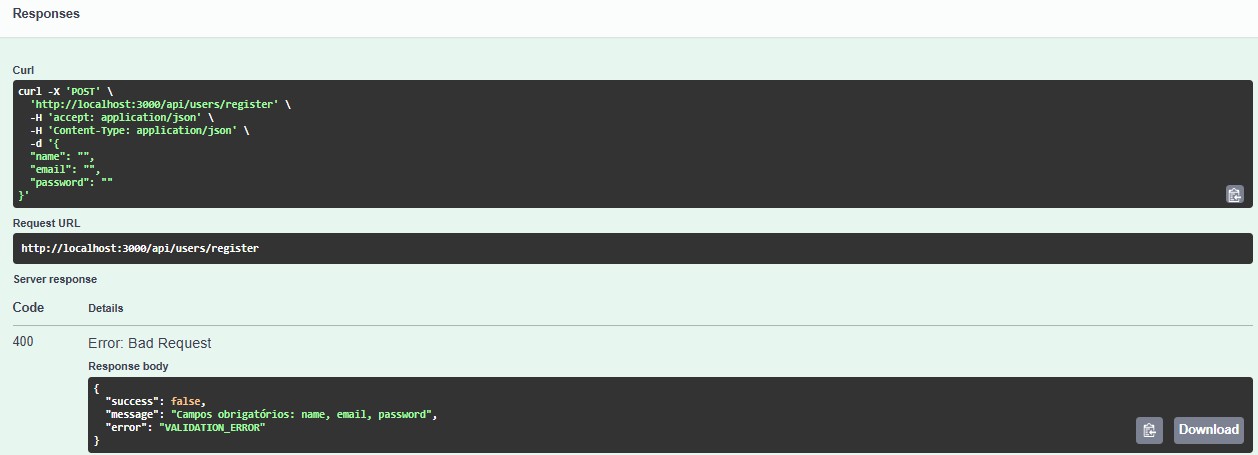 Responses
Curl
curl -X 'POST' \
  'http://localhost:3000/api/users/register' \
  -H 'accept: application/json' \
  -H 'Content-Type: application/json' \
  -d '{
  "name": "",
  "email": "",
  "password": ""
}'
Request URL
http://localhost:3000/api/users/register
Server response
Code Details
400 Error: Bad Request
Response body
{
  "success": false,
  "message": "Campos obrigatórios: name, email, password",
  "error": "VALIDATION_ERROR"
}
Download